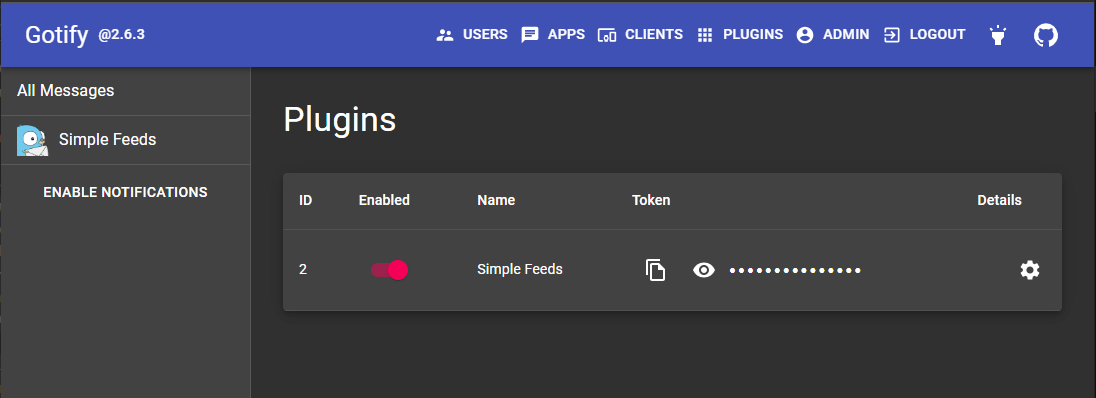 Gotify @2.6.3 USERS APPS CLIENTS PLUGINS ADMIN LOGOUT
All Messages
Simple Feeds
ENABLE NOTIFICATIONS
Plugins
ID Enabled Name Token Details
2 Simple Feeds •••••••••••••••